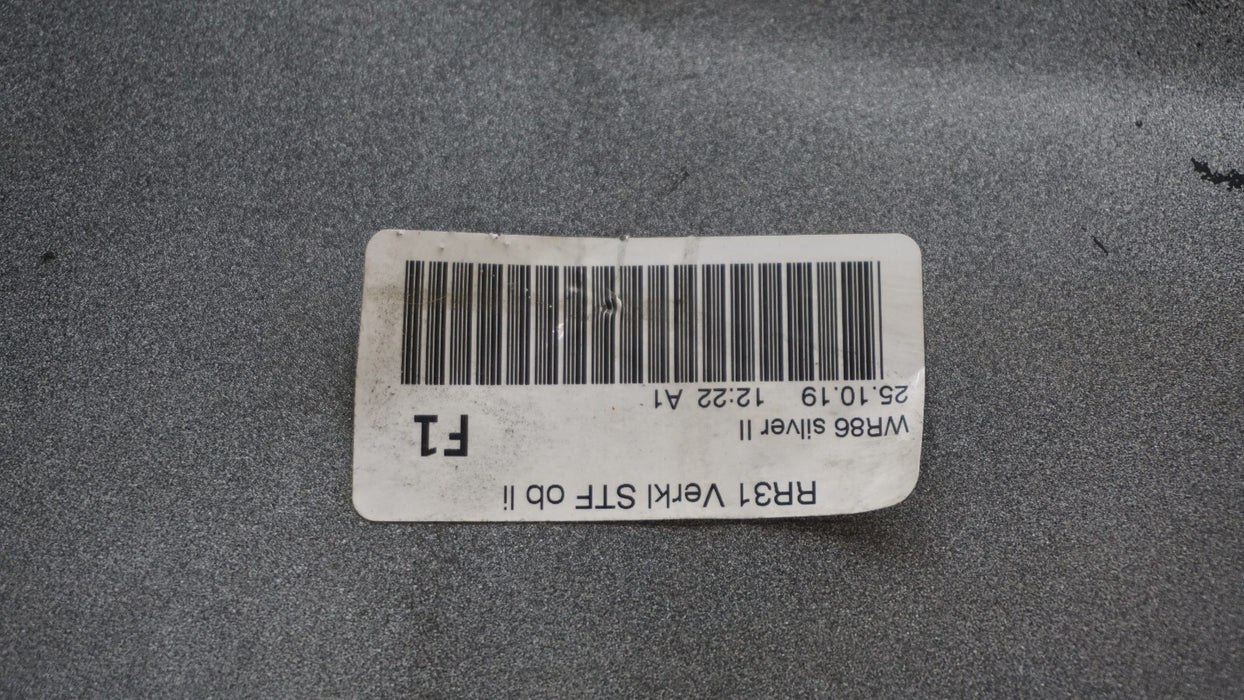 RR31 Verkl STF ob li
F1
WR86 silver II
25.10.19 12:22 A1